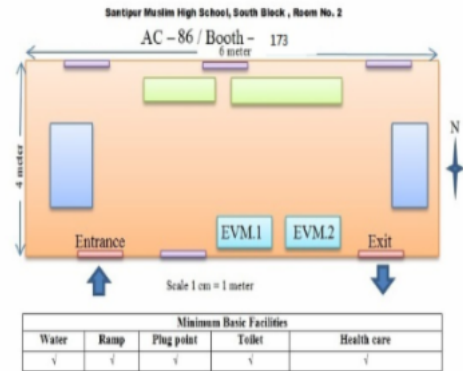 Santipur Muslim High School, South Block , Room No. 2
AC – 86 / Booth – 173
6 meter
4 meter
N
EVM.1 EVM.2
Entrance Exit
Scale 1 cm = 1 meter
Minimum Basic Facilities
Water Ramp Plug point Toilet Health care
√ √ √ √ √